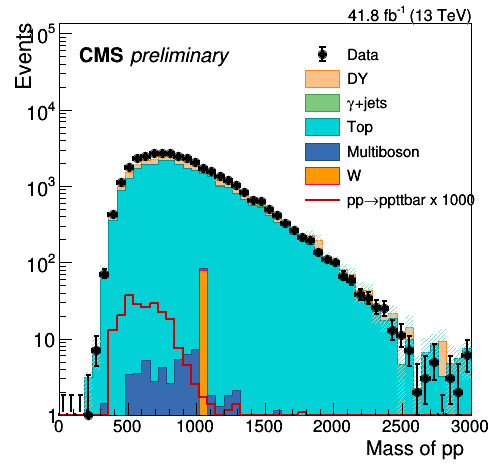 41.8 fb⁻¹ (13 TeV)
Events
CMS preliminary
Data
DY
γ+jets
Top
Multiboson
W
pp→ppttbar x 1000
10⁵
10⁴
10³
10²
10
1
0 500 1000 1500 2000 2500 3000
Mass of pp